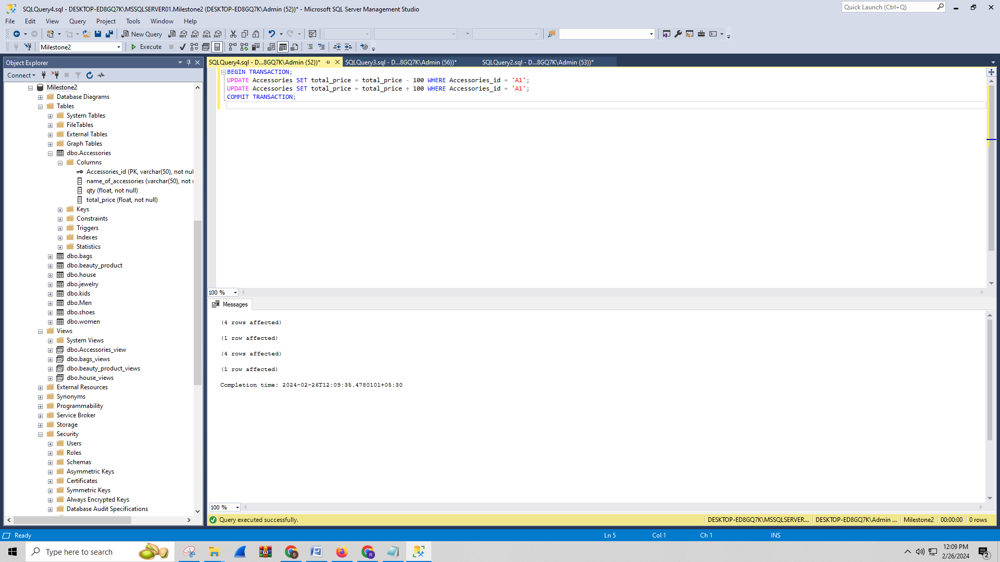 SQLQuery4.sql - DESKTOP-ED8GQ7K\MSSQLSERVER01.Milestone2 (DESKTOP-ED8GQ7K\Admin (52))* - Microsoft SQL Server Management Studio
Quick Launch (Ctrl+Q)
File Edit View Query Project Tools Window Help
New Query MDX DMX XMLA DAX
Milestone2 Execute
Object Explorer
Connect
Milestone2
Database Diagrams
Tables
System Tables
FileTables
External Tables
Graph Tables
dbo.Accessories
Columns
Accessories_id (PK, varchar(50), not nul
name_of_accessories (varchar(50), not
qty (float, not null)
total_price (float, not null)
Keys
Constraints
Triggers
Indexes
Statistics
dbo.bags
dbo.beauty_product
dbo.house
dbo.jewelry
dbo.kids
dbo.Men
dbo.shoes
dbo.women
Views
System Views
dbo.Accessories_view
dbo.bags_views
dbo.beauty_product_views
dbo.house_views
External Resources
Synonyms
Programmability
Service Broker
Storage
Security
Users
Roles
Schemas
Asymmetric Keys
Certificates
Symmetric Keys
Always Encrypted Keys
Database Audit Specifications
SQLQuery4.sql - D...8GQ7K\Admin (52))* SQLQuery3.sql - D...8GQ7K\Admin (56))* SQLQuery2.sql - D...8GQ7K\Admin (53))*
BEGIN TRANSACTION;
UPDATE Accessories SET total_price = total_price - 100 WHERE Accessories_id = 'A1';
UPDATE Accessories SET total_price = total_price + 100 WHERE Accessories_id = 'A1';
COMMIT TRANSACTION;
100 %
Messages
(4 rows affected)
(1 row affected)
(4 rows affected)
(1 row affected)
Completion time: 2024-02-26T12:09:35.4780101+05:30
100 %
Query executed successfully. DESKTOP-ED8GQ7K\MSSQLSERVER... DESKTOP-ED8GQ7K\Admin ... Milestone2 00:00:00 0 rows
Ready Ln 5 Col 1 Ch 1 INS
Type here to search
S
R
12:09 PM
2/26/2024
2